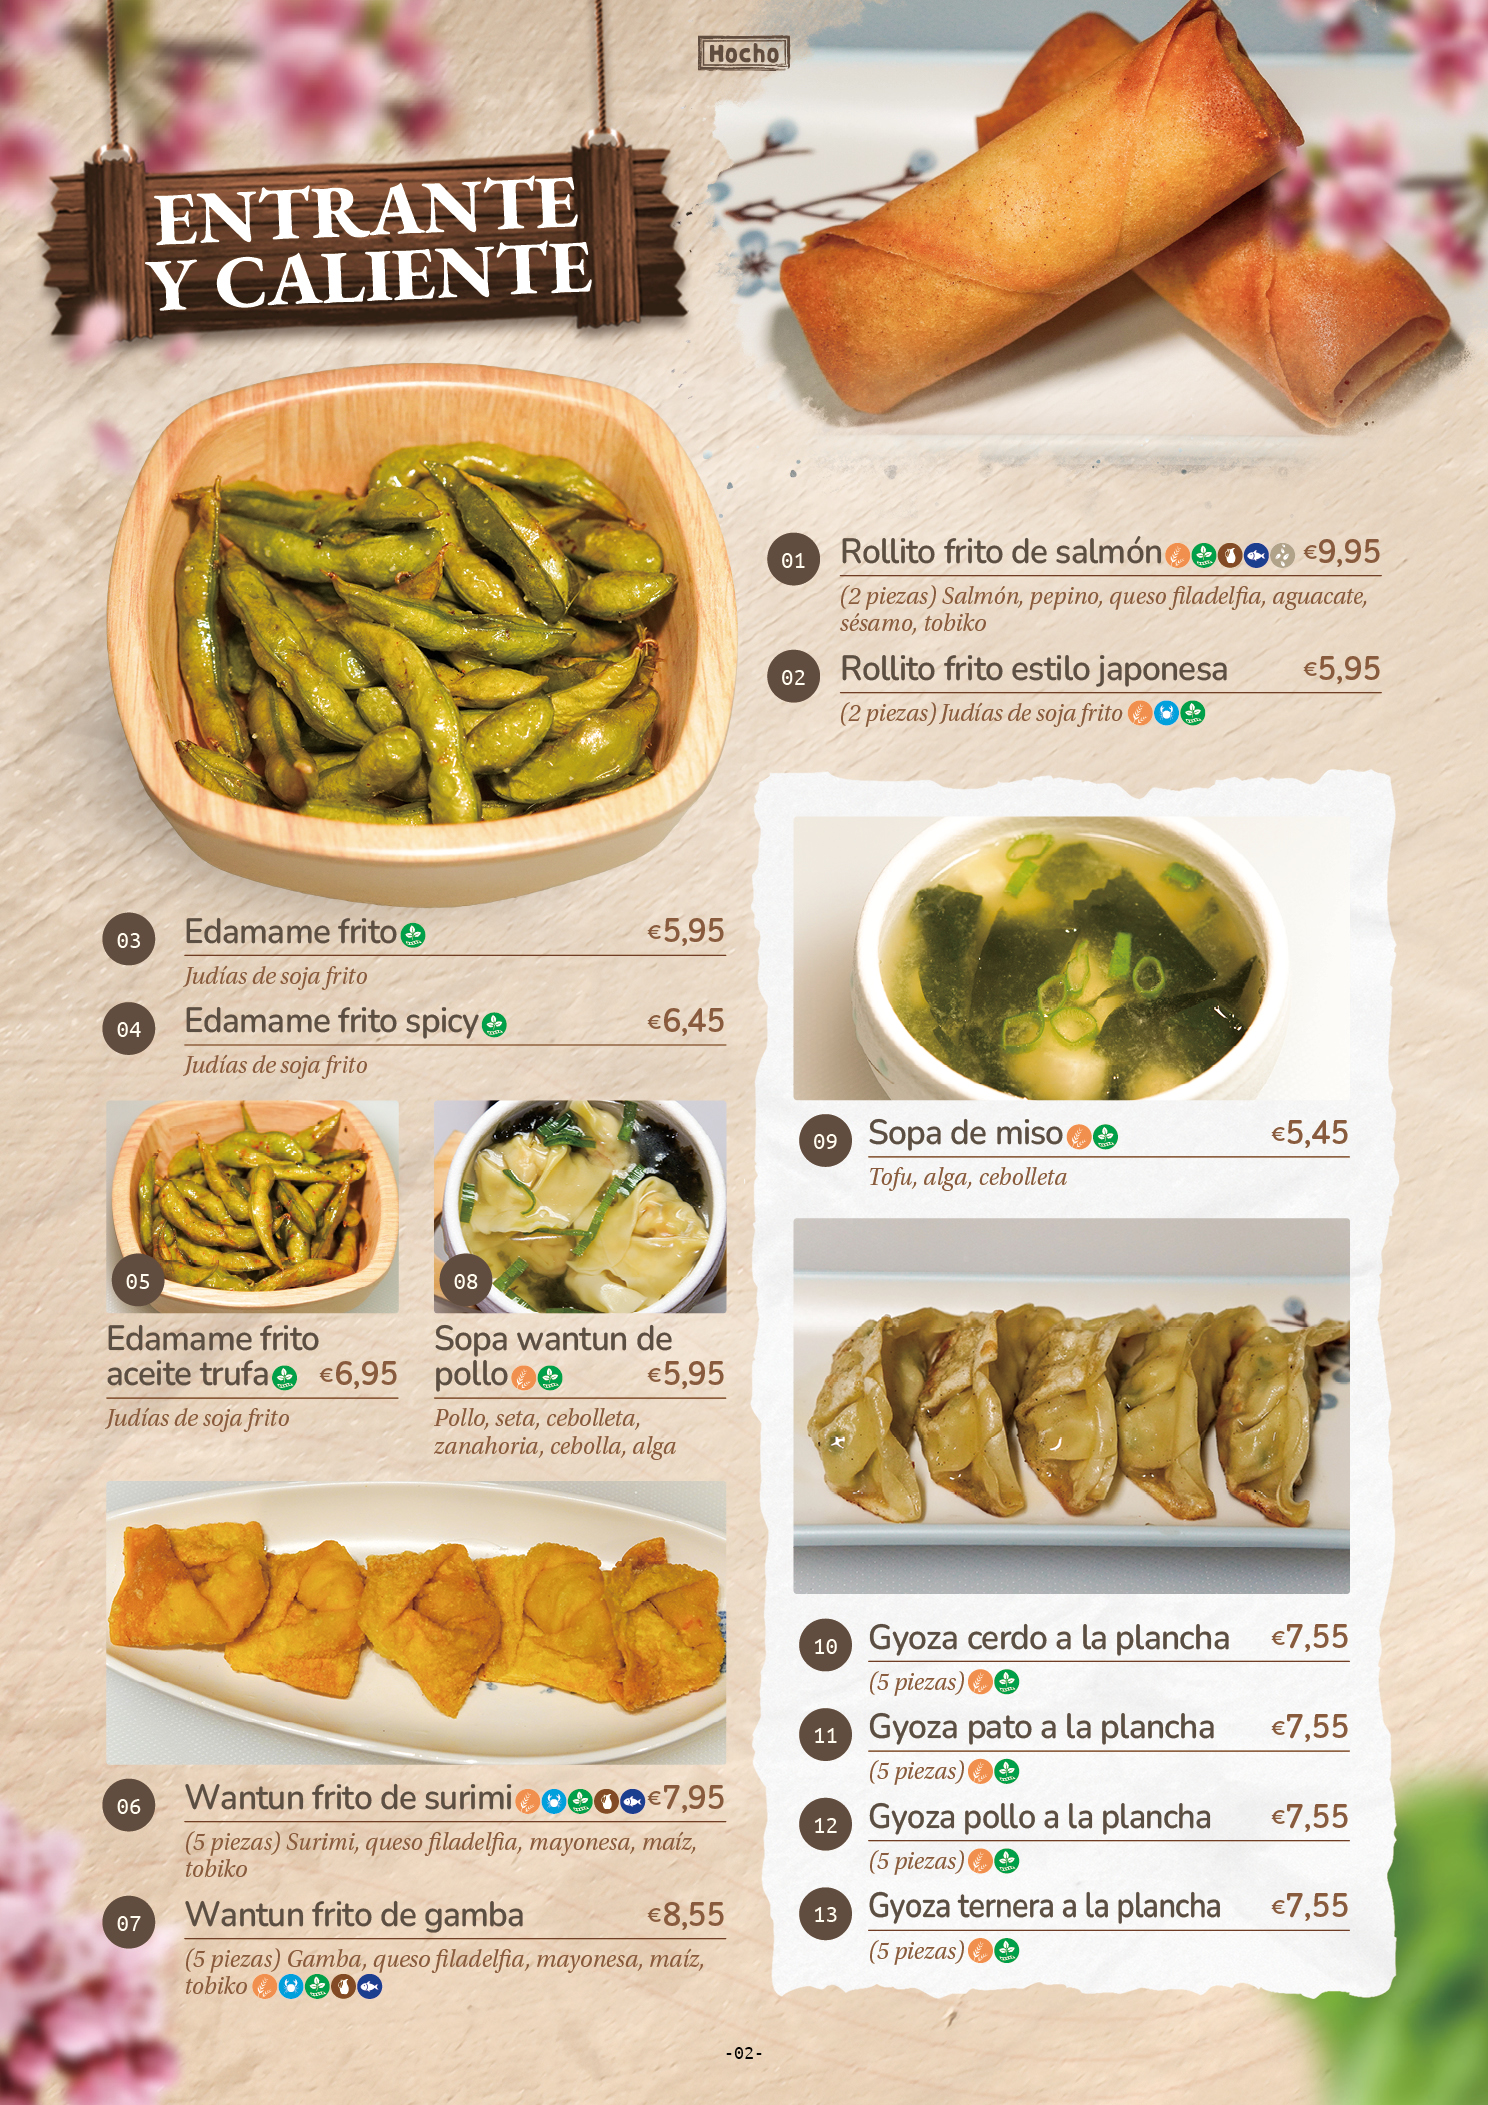 Hocho
ENTRANTE
Y CALIENTE
01
Rollito frito de salmón €9,95
(2 piezas) Salmón, pepino, queso filadelfia, aguacate,
sésamo, tobiko
02
Rollito frito estilo japonesa €5,95
(2 piezas) Judías de soja frito
03
Edamame frito €5,95
Judías de soja frito
04
Edamame frito spicy €6,45
Judías de soja frito
05
Edamame frito
aceite trufa €6,95
Judías de soja frito
08
Sopa wantun de
pollo €5,95
Pollo, seta, cebolleta,
zanahoria, cebolla, alga
06
Wantun frito de surimi €7,95
(5 piezas) Surimi, queso filadelfia, mayonesa, maíz,
tobiko
07
Wantun frito de gamba €8,55
(5 piezas) Gamba, queso filadelfia, mayonesa, maíz,
tobiko
09
Sopa de miso €5,45
Tofu, alga, cebolleta
10
Gyoza cerdo a la plancha €7,55
(5 piezas)
11
Gyoza pato a la plancha €7,55
(5 piezas)
12
Gyoza pollo a la plancha €7,55
(5 piezas)
13
Gyoza ternera a la plancha €7,55
(5 piezas)
-02-